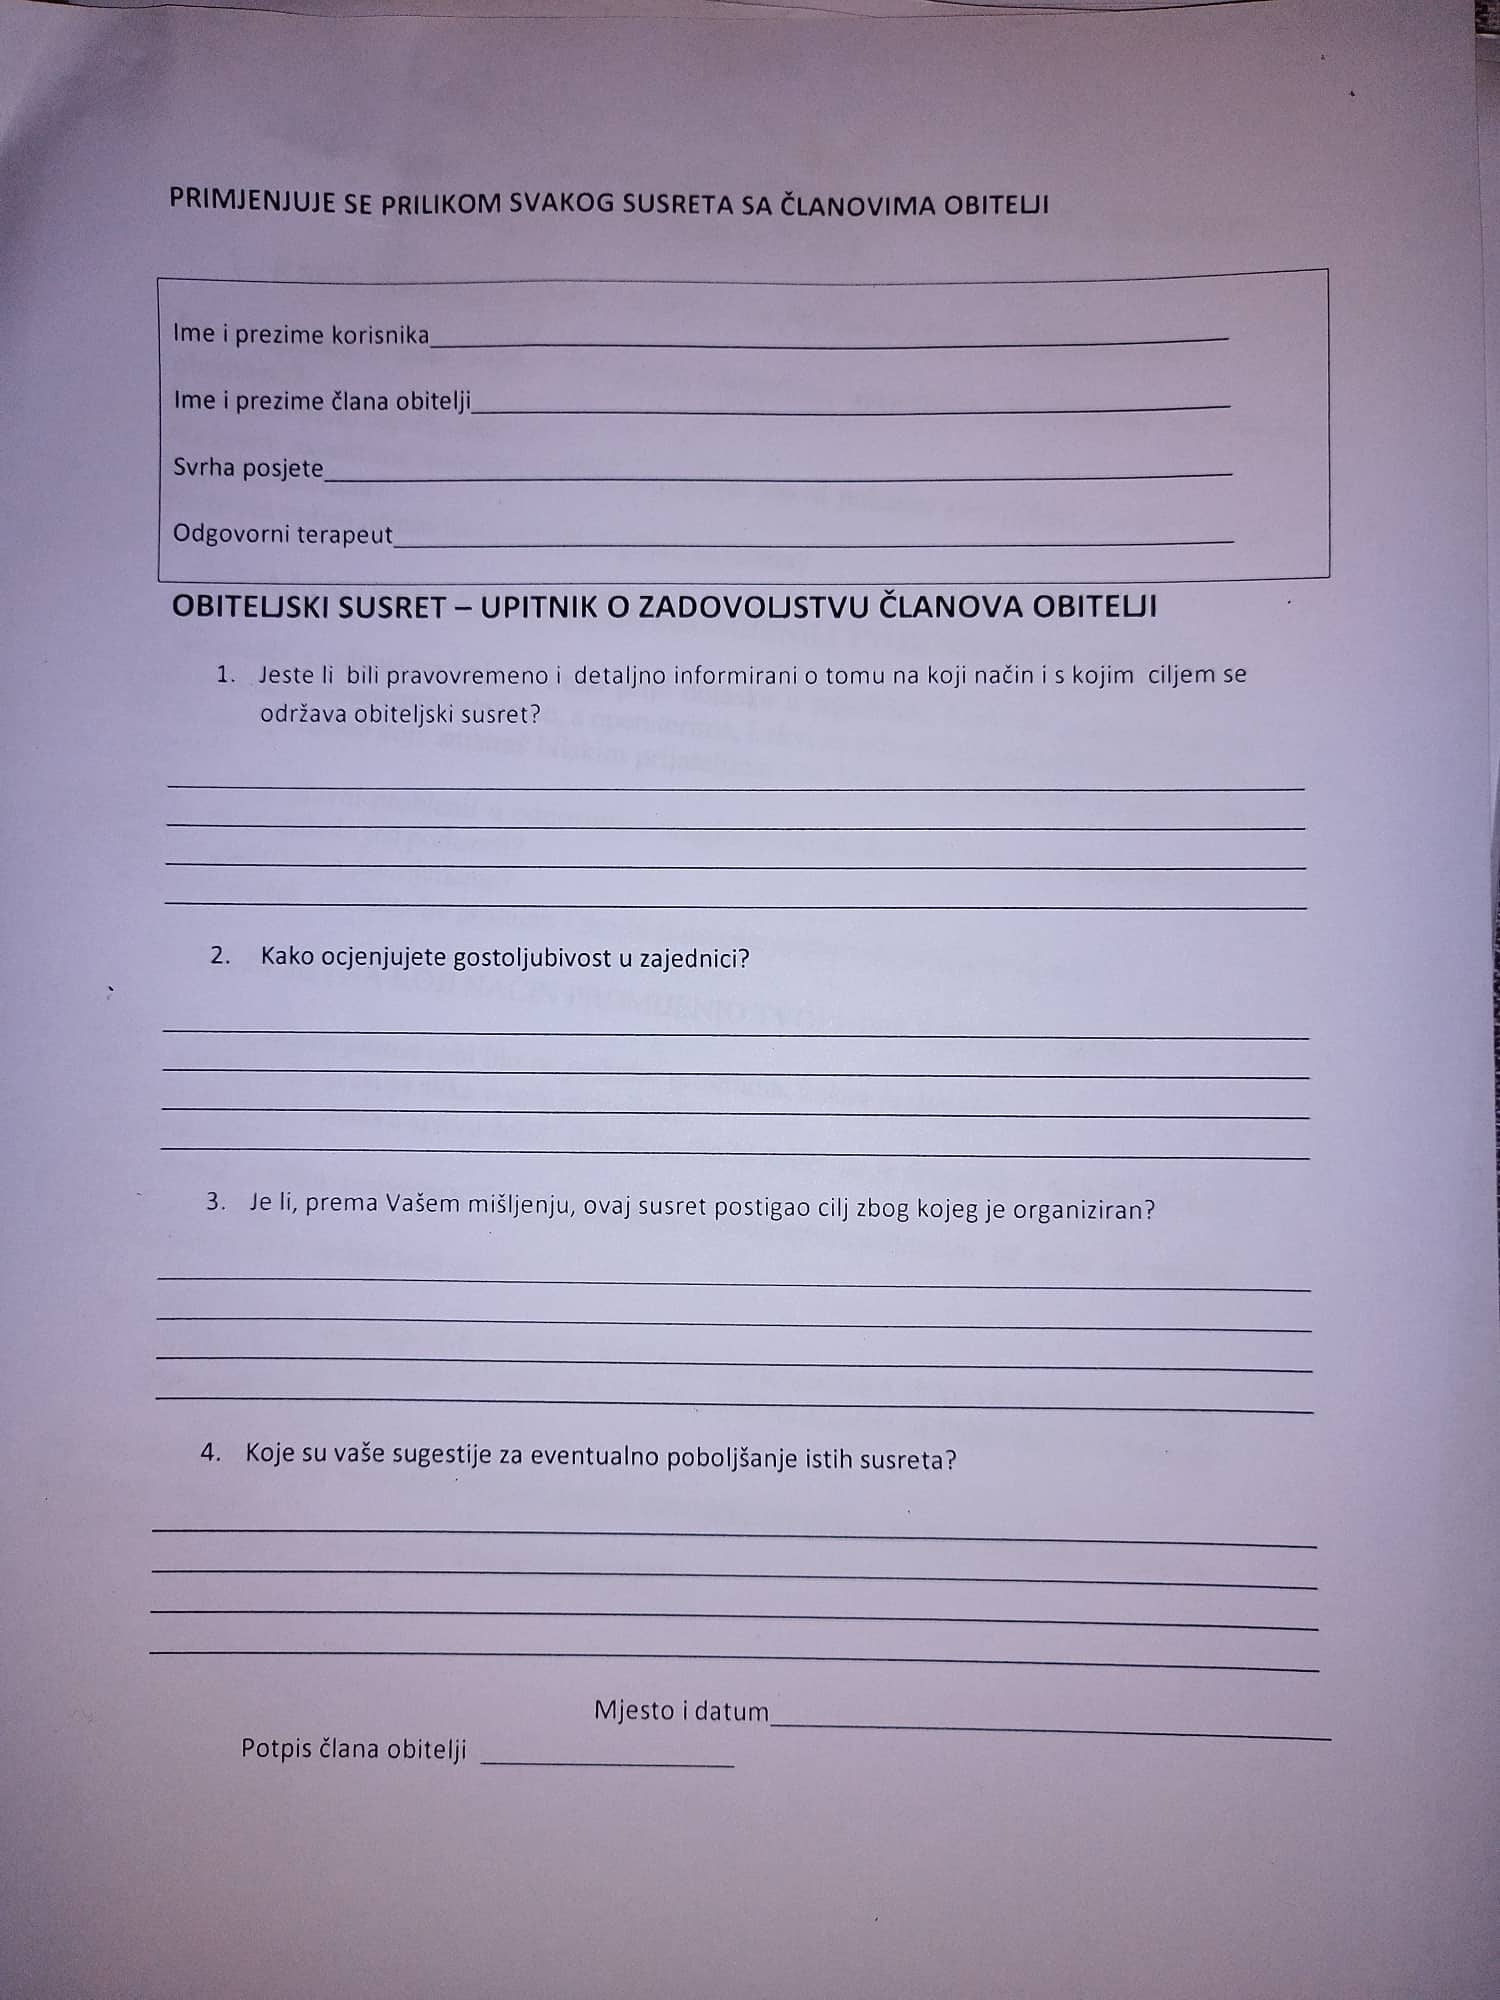 PRIMJENJUJE SE PRILIKOM SVAKOG SUSRETA SA ČLANOVIMA OBITELJI
Ime i prezime korisnika
Ime i prezime člana obitelji
Svrha posjete
Odgovorni terapeut
OBITELJSKI SUSRET – UPITNIK O ZADOVOLJSTVU ČLANOVA OBITELJI
1. Jeste li bili pravovremeno i detaljno informirani o tomu na koji način i s kojim ciljem se
održava obiteljski susret?
2. Kako ocjenjujete gostoljubivost u zajednici?
3. Je li, prema Vašem mišljenju, ovaj susret postigao cilj zbog kojeg je organiziran?
4. Koje su vaše sugestije za eventualno poboljšanje istih susreta?
Mjesto i datum
Potpis člana obitelji